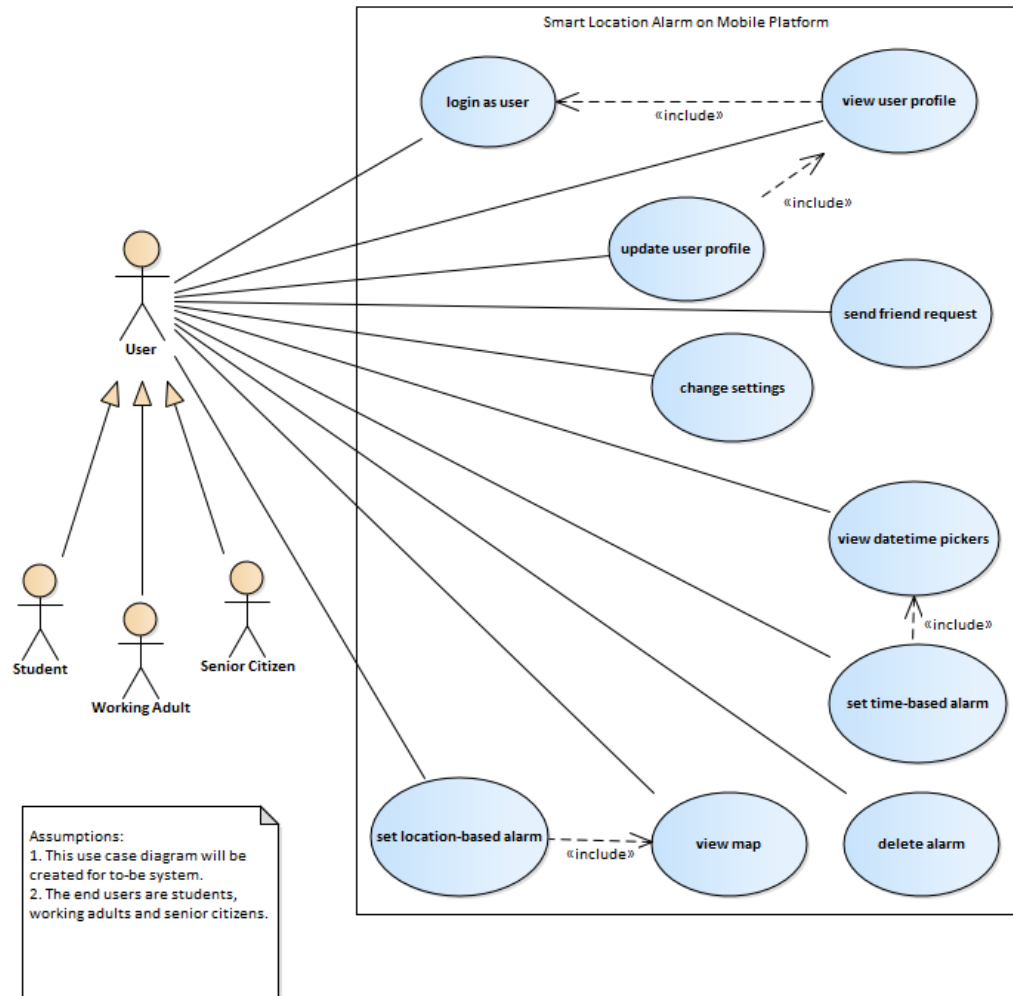 Smart Location Alarm on Mobile Platform
login as user
view user profile
«include»
«include»
update user profile
send friend request
User
change settings
view datetime pickers
«include»
Student
Senior Citizen
Working Adult
set time-based alarm
set location-based alarm
«include»
view map
delete alarm
Assumptions:
1. This use case diagram will be
created for to-be system.
2. The end users are students,
working adults and senior citizens.